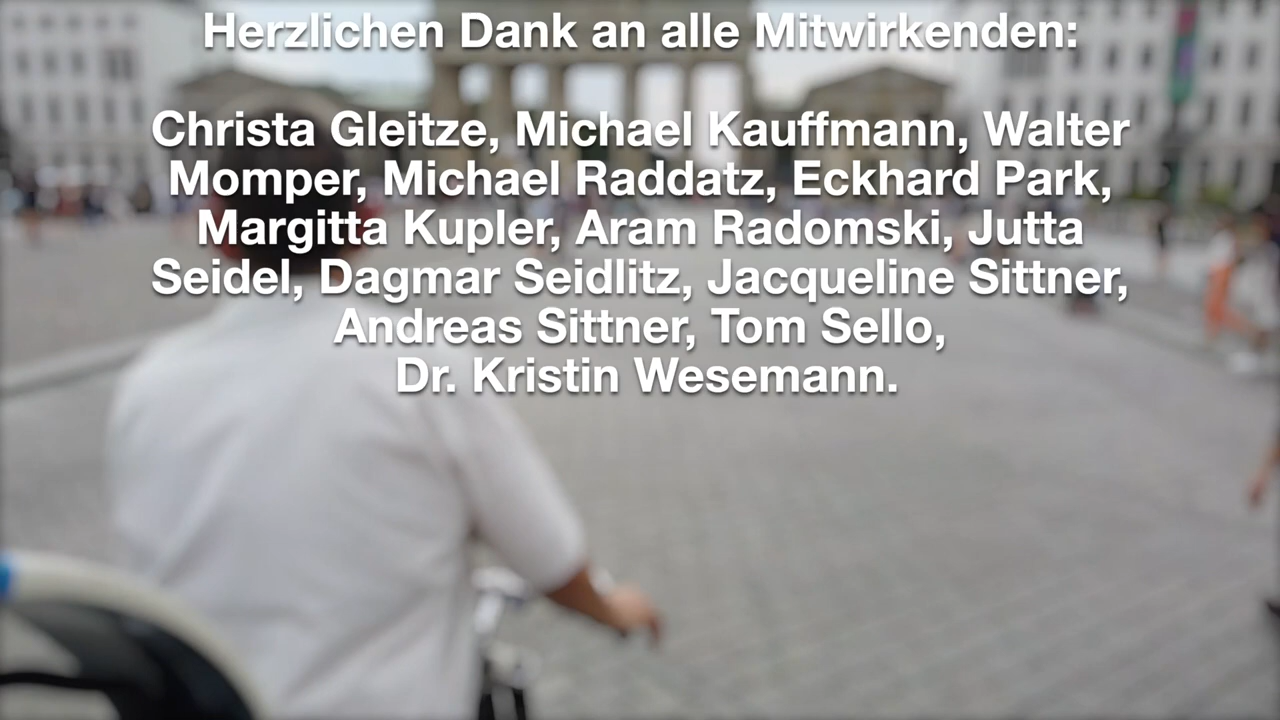 Herzlichen Dank an alle Mitwirkenden:
Christa Gleitze, Michael Kauffmann, Walter
Momper, Michael Raddatz, Eckhard Park,
Margitta Kupler, Aram Radomski, Jutta
Seidel, Dagmar Seidlitz, Jacqueline Sittner,
Andreas Sittner, Tom Sello,
Dr. Kristin Wesemann.